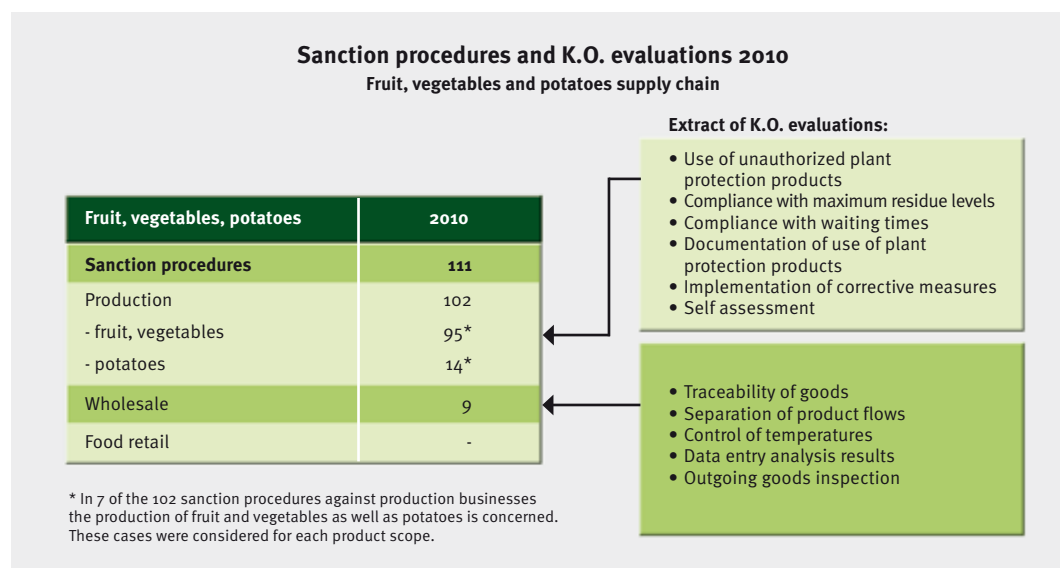 Sanction procedures and K.O. evaluations 2010
Fruit, vegetables and potatoes supply chain
Extract of K.O. evaluations:
• Use of unauthorized plant
protection products
• Compliance with maximum residue levels
• Compliance with waiting times
• Documentation of use of plant
protection products
• Implementation of corrective measures
• Self assessment
Fruit, vegetables, potatoes 2010
Sanction procedures 111
Production 102
- fruit, vegetables 95*
- potatoes 14*
Wholesale 9
Food retail -
• Traceability of goods
• Separation of product flows
• Control of temperatures
• Data entry analysis results
• Outgoing goods inspection
* In 7 of the 102 sanction procedures against production businesses
the production of fruit and vegetables as well as potatoes is concerned.
These cases were considered for each product scope.